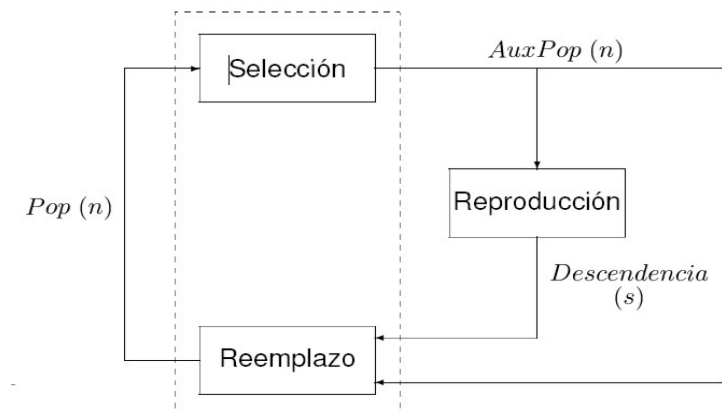 Selección
AuxPop (n)
Pop (n)
Reproducción
Descendencia
(s)
Reemplazo